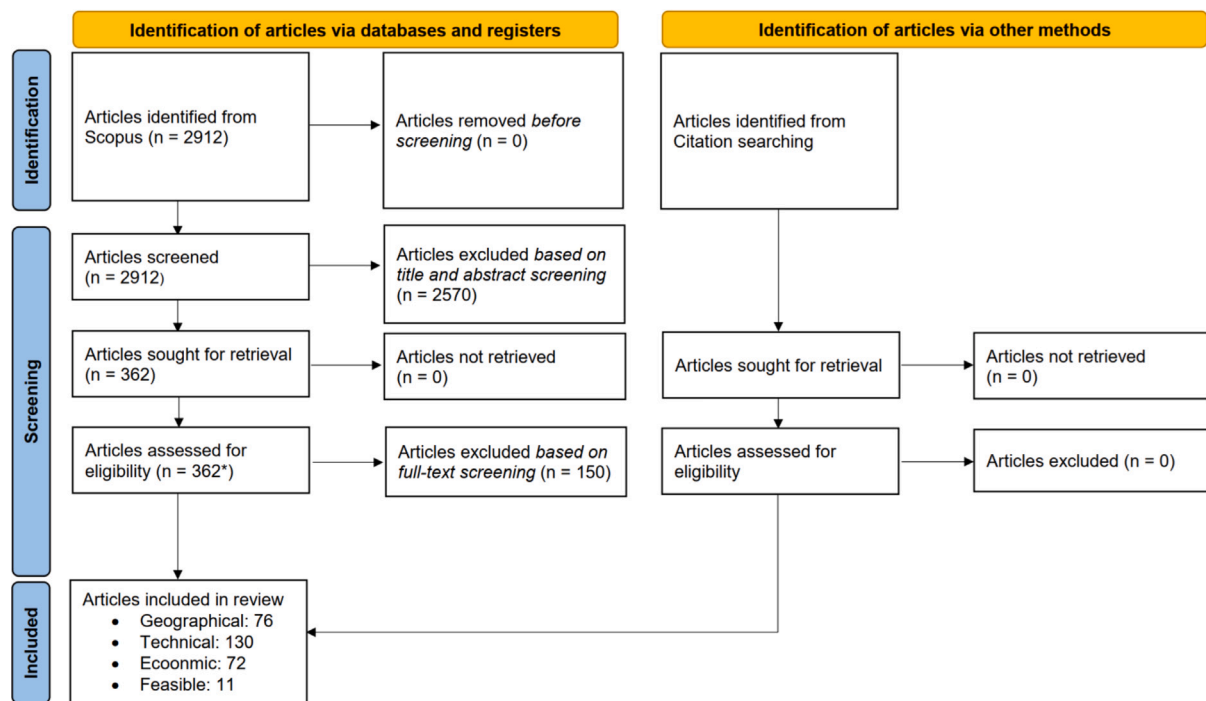 Identification of articles via databases and registers
Identification of articles via other methods
Identification
Articles identified from
Scopus (n = 2912)
Articles removed before
screening (n = 0)
Articles identified from
Citation searching
Screening
Articles screened
(n = 2912)
Articles excluded based on
title and abstract screening
(n = 2570)
Articles sought for retrieval
(n = 362)
Articles not retrieved
(n = 0)
Articles sought for retrieval
Articles not retrieved
(n = 0)
Articles assessed for
eligibility (n = 362*)
Articles excluded based on
full-text screening (n = 150)
Articles assessed for
eligibility
Articles excluded (n = 0)
Included
Articles included in review
• Geographical: 76
• Technical: 130
• Ecoonmic: 72
• Feasible: 11